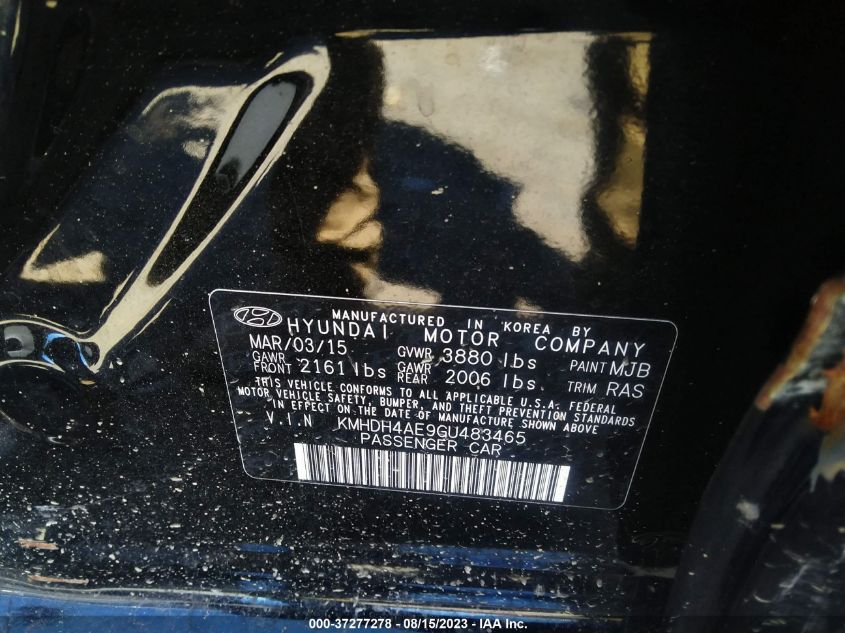 MANUFACTURED IN KOREA BY
HYUNDAI MOTOR COMPANY
MAR/03/15 GVWR 3880 lbs PAINT MJB
GAWR FRONT 2161 lbs GAWR REAR 2006 lbs TRIM RAS
THIS VEHICLE CONFORMS TO ALL APPLICABLE U.S.A. FEDERAL
MOTOR VEHICLE SAFETY, BUMPER, AND THEFT PREVENTION STANDARDS
IN EFFECT ON THE DATE OF MANUFACTURE SHOWN ABOVE
V.I.N KMHDH4AE9GU483465
PASSENGER CAR
000-37277278 - 08/15/2023 - IAA Inc.